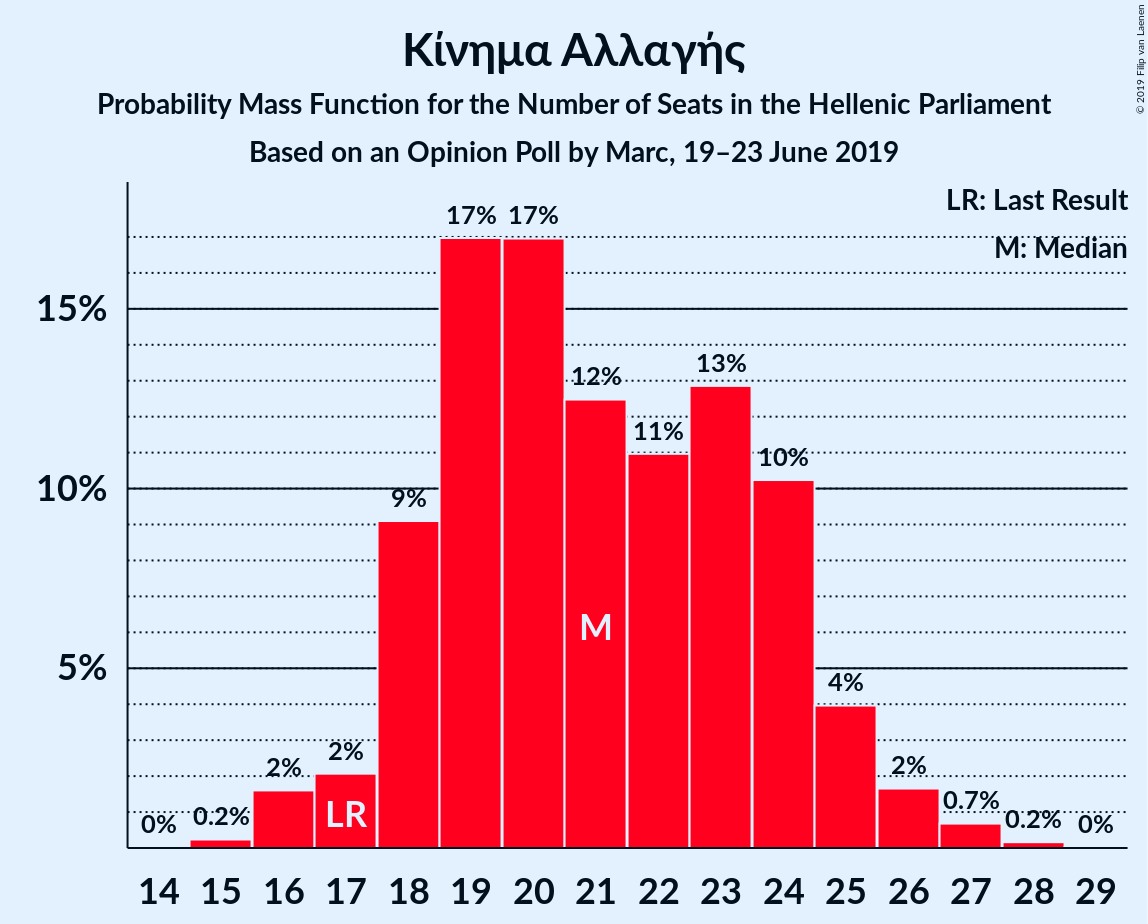 Κίνημα Αλλαγής
Probability Mass Function for the Number of Seats in the Hellenic Parliament
Based on an Opinion Poll by Marc, 19–23 June 2019
© 2019 Filip van Laenen
LR: Last Result
M: Median
17% 17%
15%
13%
12%
11%
10%
10%
9%
M
5%
4%
2%
2%
2%
LR
0.7%
0.2%
0.2%
0%
0%
14 15 16 17 18 19 20 21 22 23 24 25 26 27 28 29